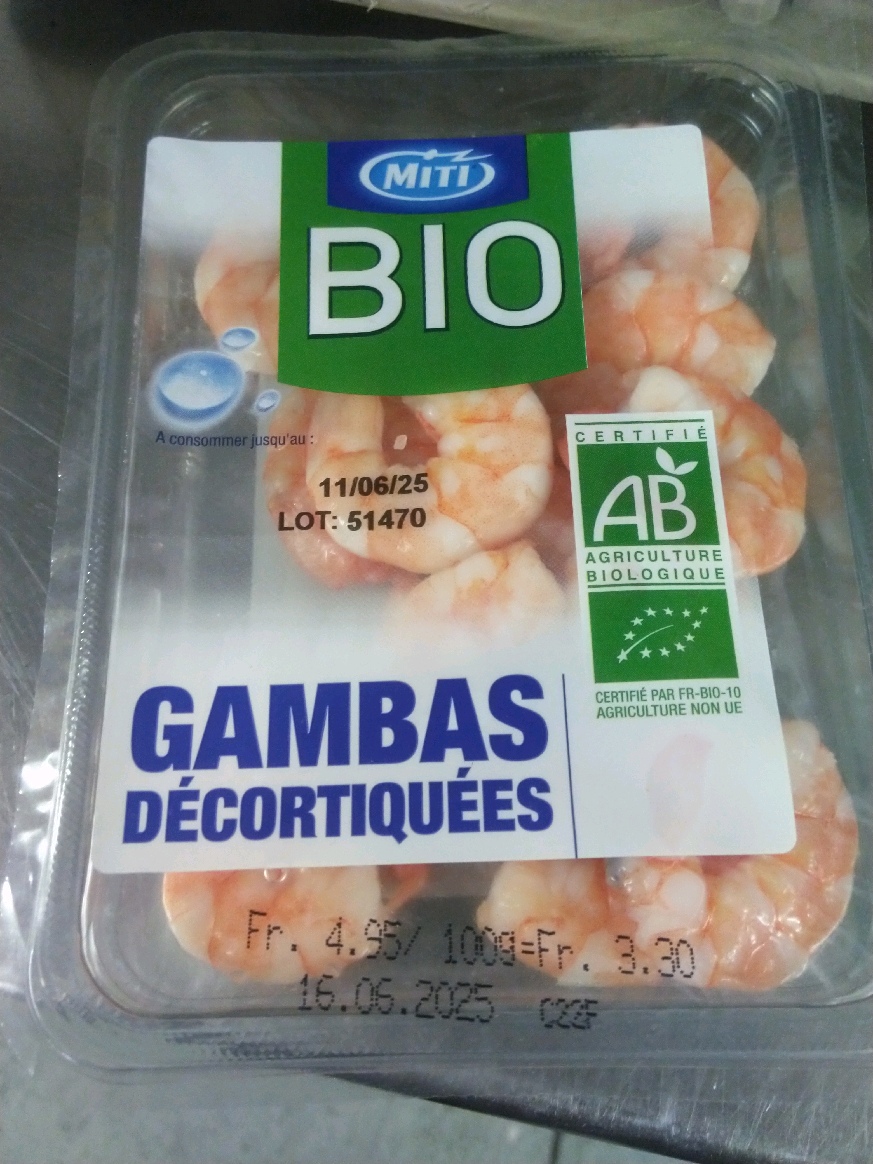 MITI
BIO
A consommer jusqu'au :
11/06/25
LOT: 51470
CERTIFIÉ
AB
AGRICULTURE
BIOLOGIQUE
CERTIFIÉ PAR FR-BIO-10
AGRICULTURE NON UE
GAMBAS
DÉCORTIQUÉES
Fr. 4.95/ 100g=Fr. 3.30
16.06.2025